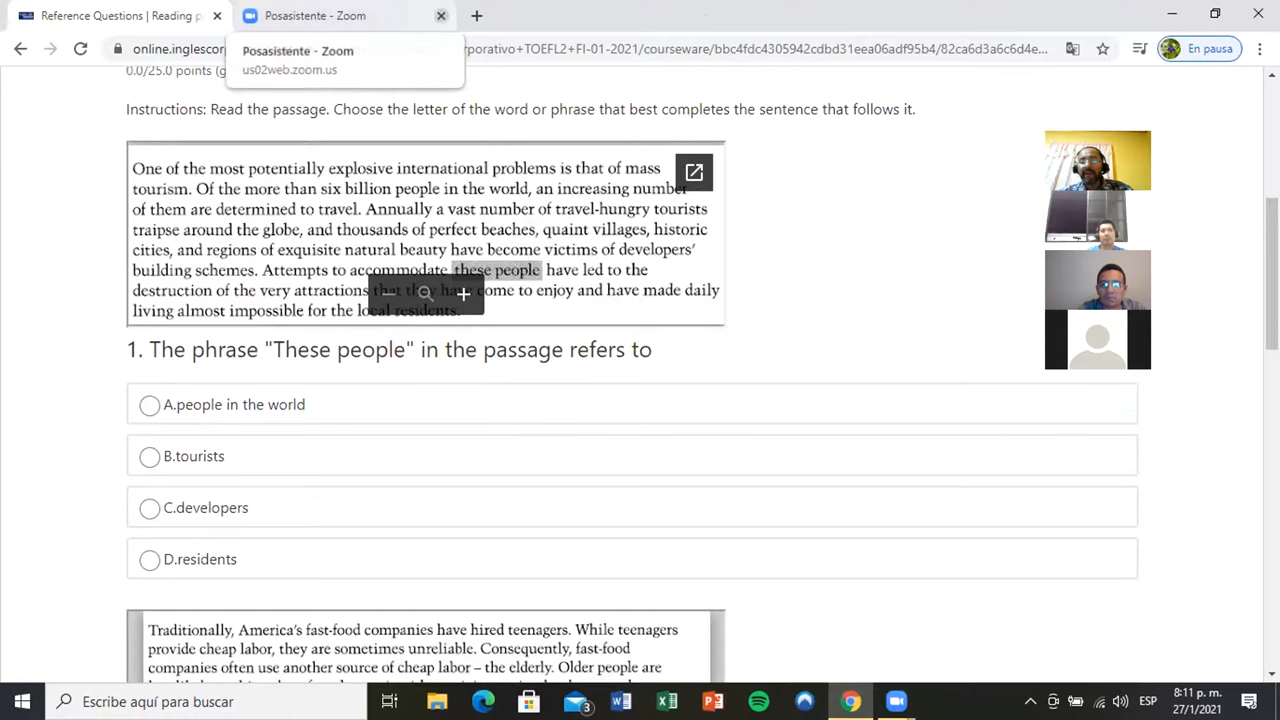 Reference Questions | Reading p
Posasistente - Zoom
online.inglescor
Posasistente - Zoom
us02web.zoom.us
orporativo+TOEFL2+FI-01-2021/courseware/bbc4fdc4305942cdbd31eea06adf95b4/82ca6d3a6c6d4e...
En pausa
0.0/25.0 points (g
Instructions: Read the passage. Choose the letter of the word or phrase that best completes the sentence that follows it.
One of the most potentially explosive international problems is that of mass
tourism. Of the more than six billion people in the world, an increasing number
of them are determined to travel. Annually a vast number of travel-hungry tourists
traipse around the globe, and thousands of perfect beaches, quaint villages, historic
cities, and regions of exquisite natural beauty have become victims of developers'
building schemes. Attempts to accommodate these people have led to the
destruction of the very attractions that they have come to enjoy and have made daily
living almost impossible for the local residents.
1. The phrase "These people" in the passage refers to
A.people in the world
B.tourists
C.developers
D.residents
Traditionally, America's fast-food companies have hired teenagers. While teenagers
provide cheap labor, they are sometimes unreliable. Consequently, fast-food
companies often use another source of cheap labor – the elderly. Older people are
Escribe aquí para buscar
3
ESP
8:11 p. m.
27/1/2021